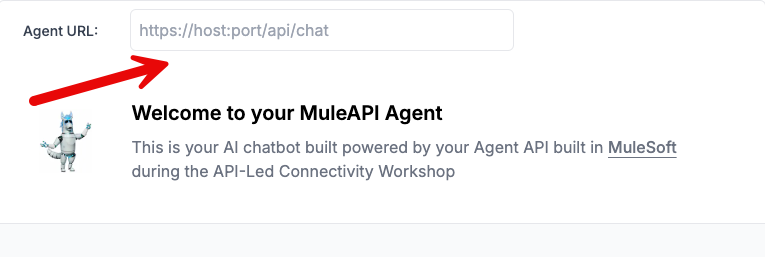 Agent URL:
https://host:port/api/chat
Welcome to your MuleAPI Agent
This is your AI chatbot built powered by your Agent API built in MuleSoft
during the API-Led Connectivity Workshop